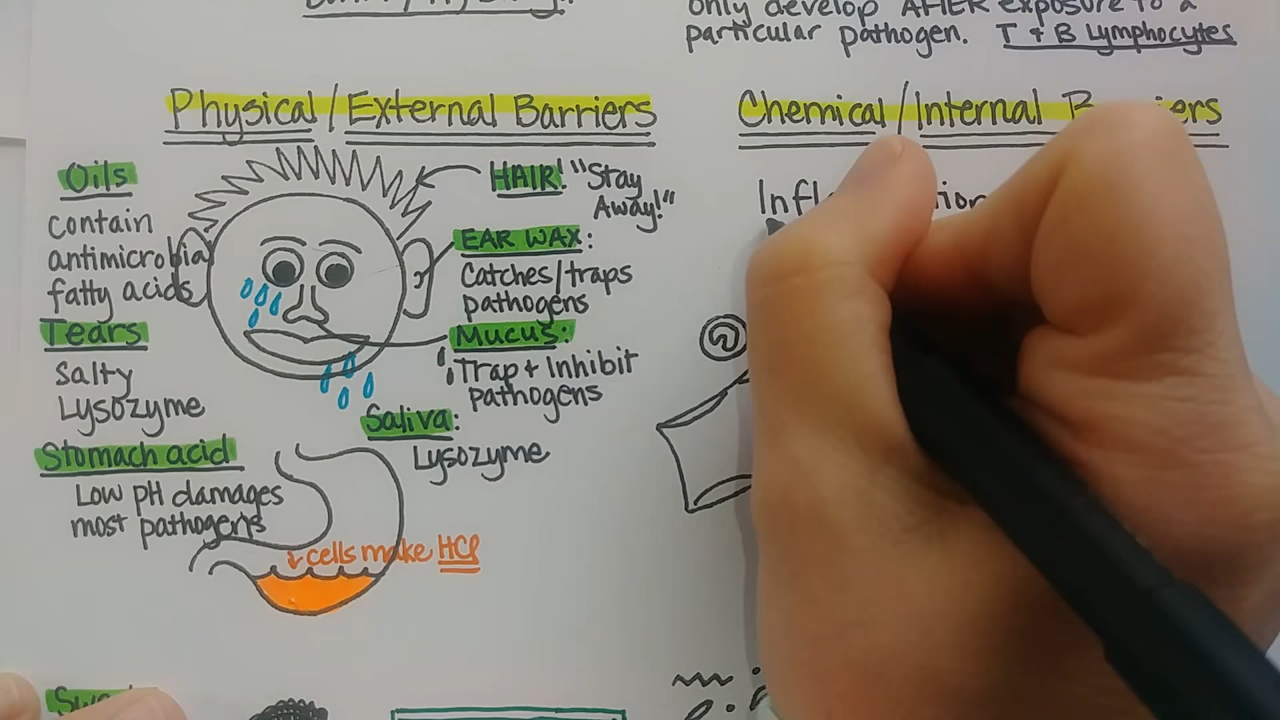 only develop AFTER exposure to a
particular pathogen. T & B Lymphocytes
Physical/External Barriers
Oils
contain
antimicrobial
fatty acids
Tears
Salty
Lysozyme
Stomach acid
Low pH damages
most pathogens
↓ cells make HCl
HAIR! "Stay
Away!"
EAR WAX:
Catches/traps
pathogens
Mucus:
Trap & Inhibit
pathogens
Saliva:
Lysozyme
Chemical/Internal